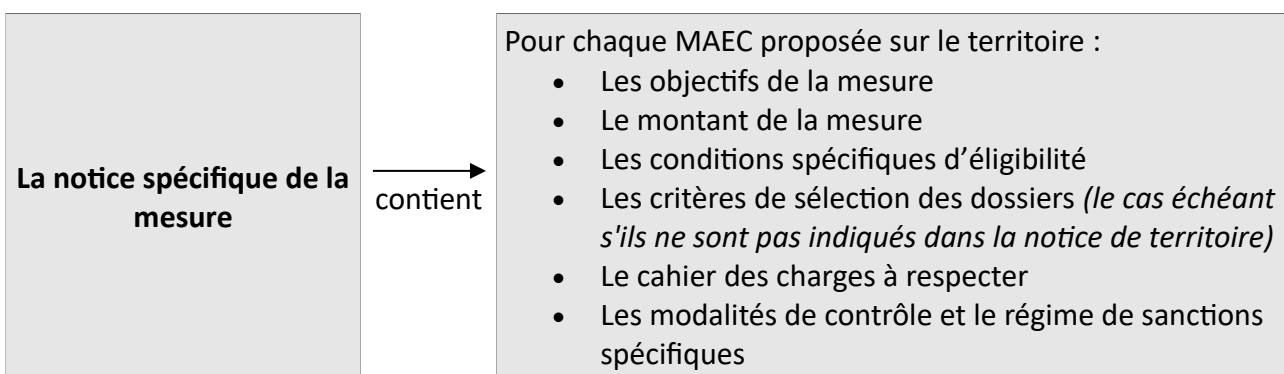 La notice spécifique de la
mesure
contient
Pour chaque MAEC proposée sur le territoire :
• Les objectifs de la mesure
• Le montant de la mesure
• Les conditions spécifiques d’éligibilité
• Les critères de sélection des dossiers (le cas échéant
s'ils ne sont pas indiqués dans la notice de territoire)
• Le cahier des charges à respecter
• Les modalités de contrôle et le régime de sanctions
spécifiques